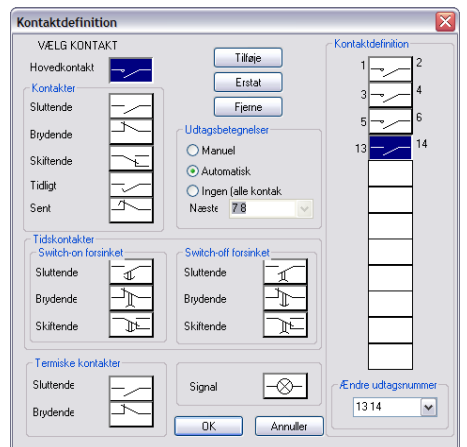 Kontaktdefinition
VÆLG KONTAKT
Hovedkontakt
Kontakter
Sluttende
Brydende
Skiftende
Tidligt
Sent
Tilføje
Erstat
Fjerne
Udtagsbetegnelser
Manuel
Automatisk
Ingen (alle kontak
Næste 7 8
Tidskontakter
Switch-on forsinket
Sluttende
Brydende
Skiftende
Switch-off forsinket
Sluttende
Brydende
Skiftende
Termiske kontakter
Sluttende
Brydende
Signal
OK Annuller
Kontaktdefinition
1 2
3 4
5 6
13 14
Ændre udtagsnummer
13 14